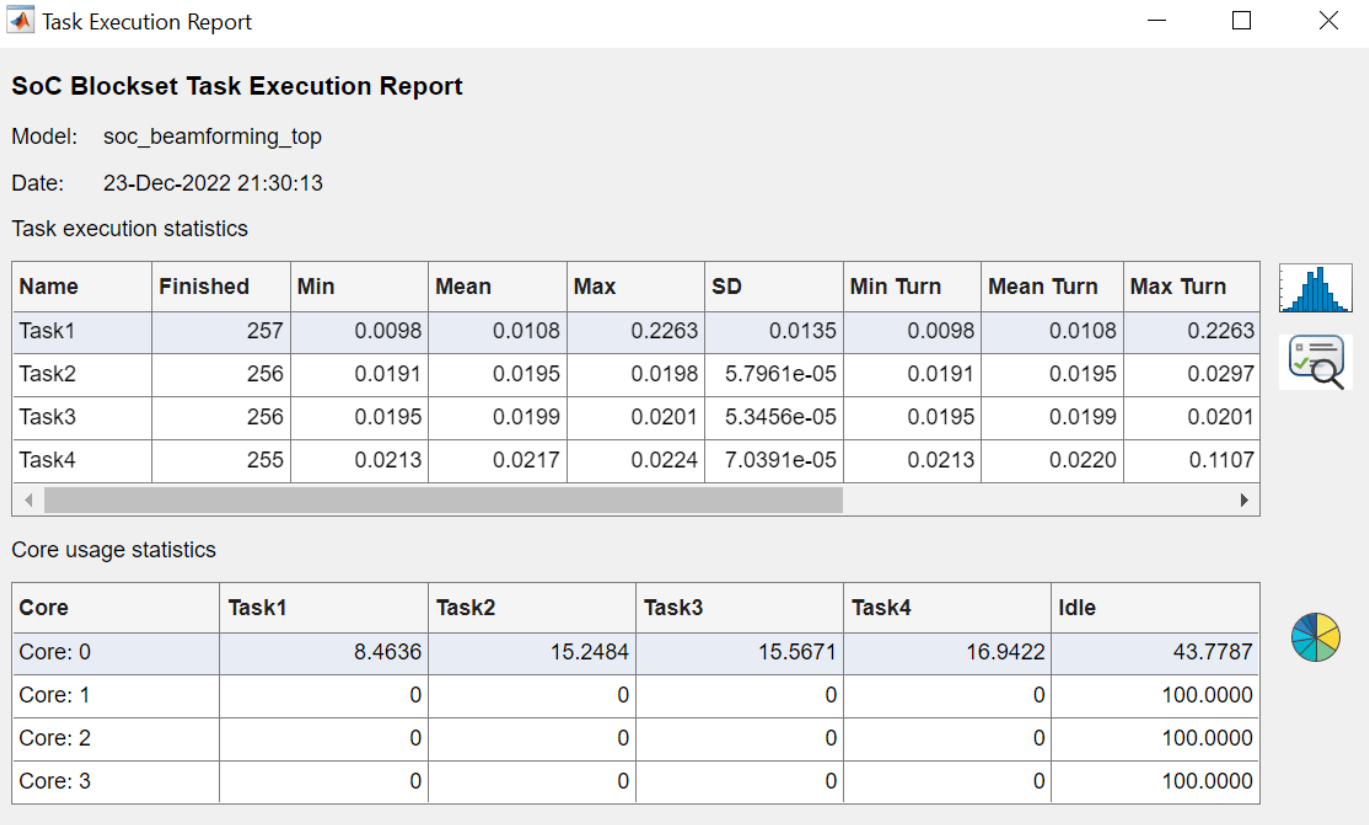 Task Execution Report
SoC Blockset Task Execution Report
Model: soc_beamforming_top
Date: 23-Dec-2022 21:30:13
Task execution statistics
Name Finished Min Mean Max SD Min Turn Mean Turn Max Turn
Task1 257 0.0098 0.0108 0.2263 0.0135 0.0098 0.0108 0.2263
Task2 256 0.0191 0.0195 0.0198 5.7961e-05 0.0191 0.0195 0.0297
Task3 256 0.0195 0.0199 0.0201 5.3456e-05 0.0195 0.0199 0.0201
Task4 255 0.0213 0.0217 0.0224 7.0391e-05 0.0213 0.0220 0.1107
Core usage statistics
Core Task1 Task2 Task3 Task4 Idle
Core: 0 8.4636 15.2484 15.5671 16.9422 43.7787
Core: 1 0 0 0 0 100.0000
Core: 2 0 0 0 0 100.0000
Core: 3 0 0 0 0 100.0000